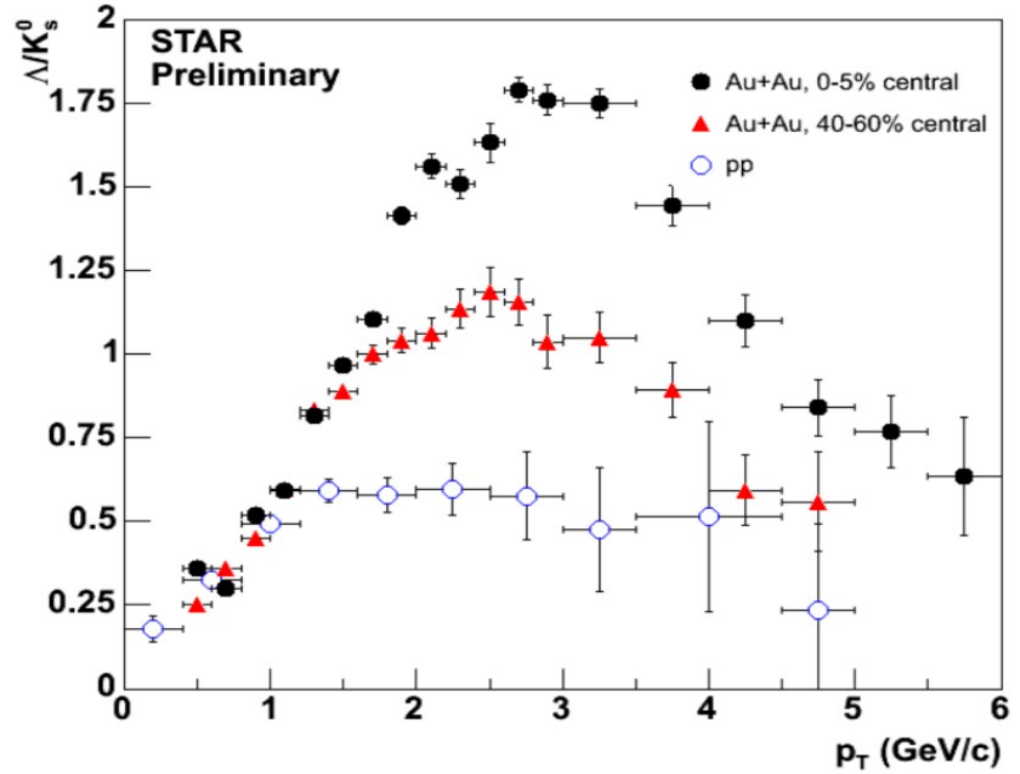 Λ/K⁰ₛ
STAR
Preliminary
Au+Au, 0-5% central
Au+Au, 40-60% central
pp
2
1.75
1.5
1.25
1
0.75
0.5
0.25
0
0 1 2 3 4 5 6
p_T (GeV/c)